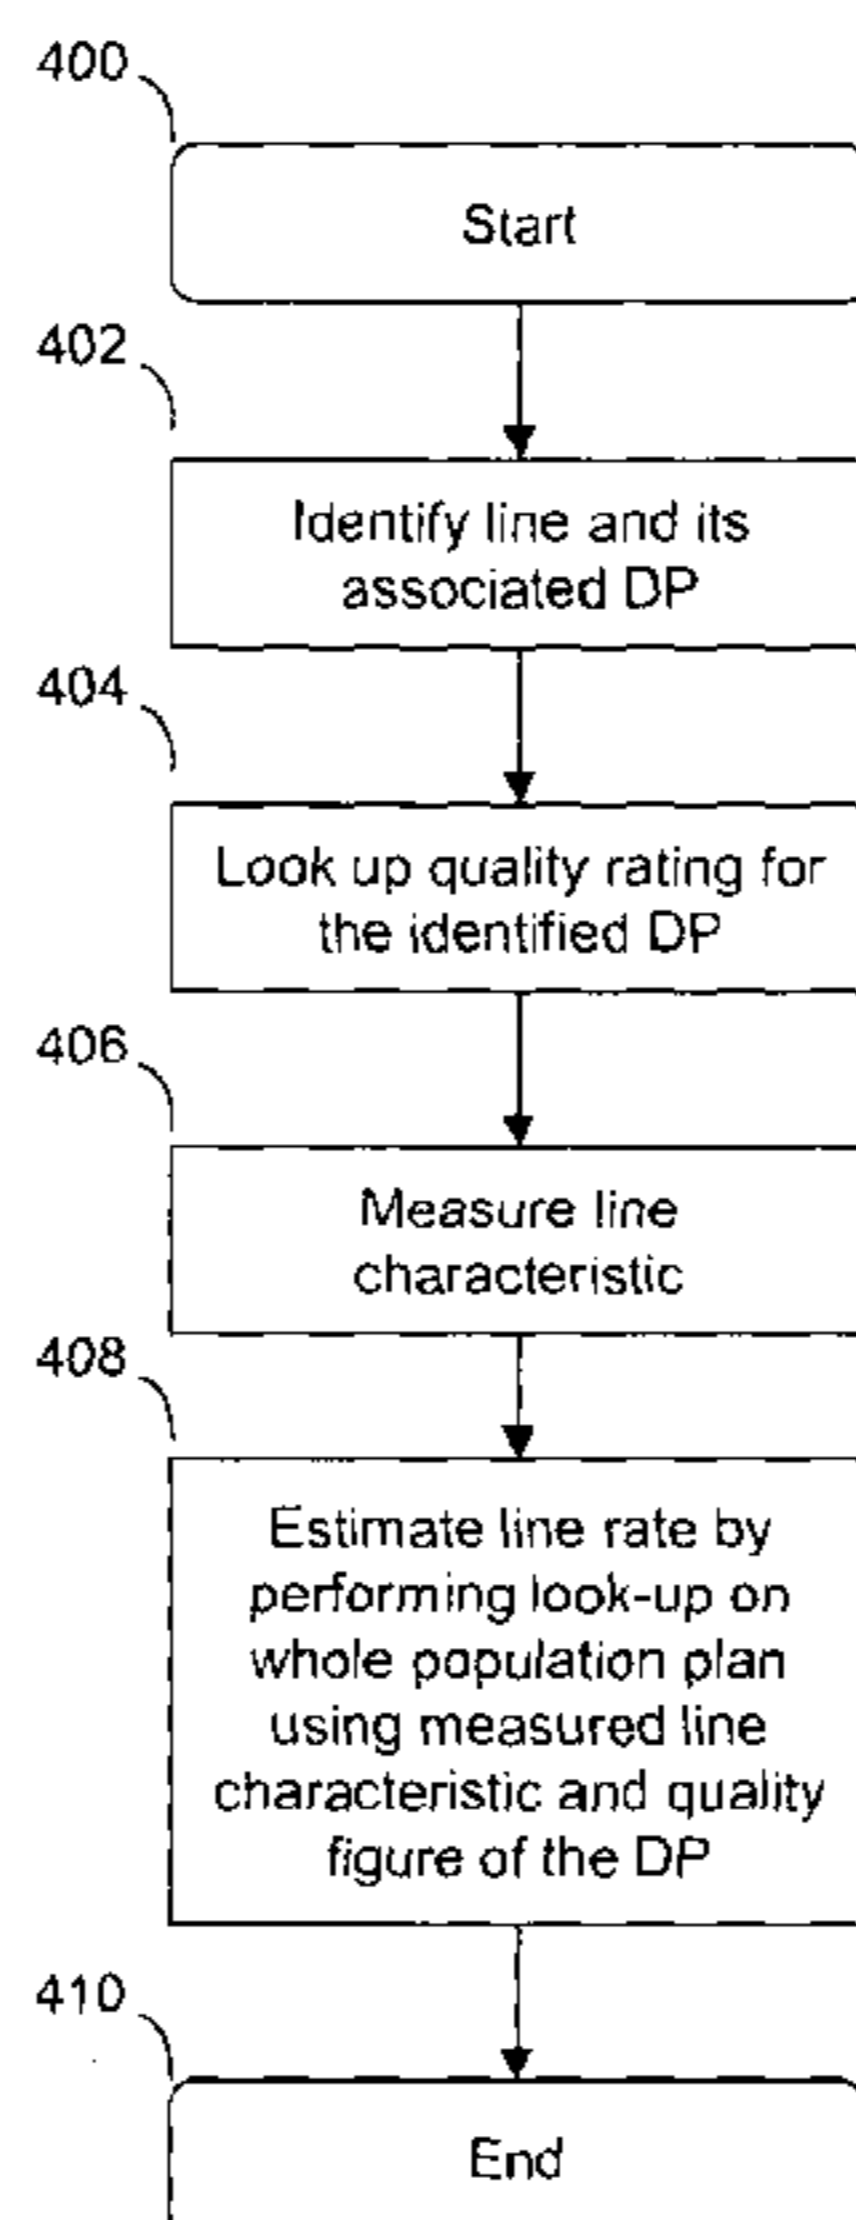 400
Start
402
Identify line and its
associated DP
404
Look up quality rating for
the identified DP
406
Measure line
characteristic
408
Estimate line rate by
performing look-up on
whole population plan
using measured line
characteristic and quality
figure of the DP
410
End